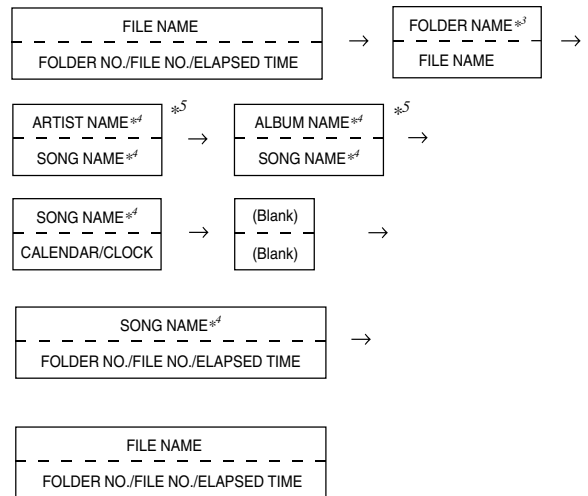 FILE NAME
FOLDER NO./FILE NO./ELAPSED TIME
→
FOLDER NAME*3
FILE NAME
→
ARTIST NAME*4
SONG NAME*4
*5
→
ALBUM NAME*4
SONG NAME*4
*5
→
SONG NAME*4
CALENDAR/CLOCK
→
(Blank)
(Blank)
→
SONG NAME*4
FOLDER NO./FILE NO./ELAPSED TIME
→
FILE NAME
FOLDER NO./FILE NO./ELAPSED TIME